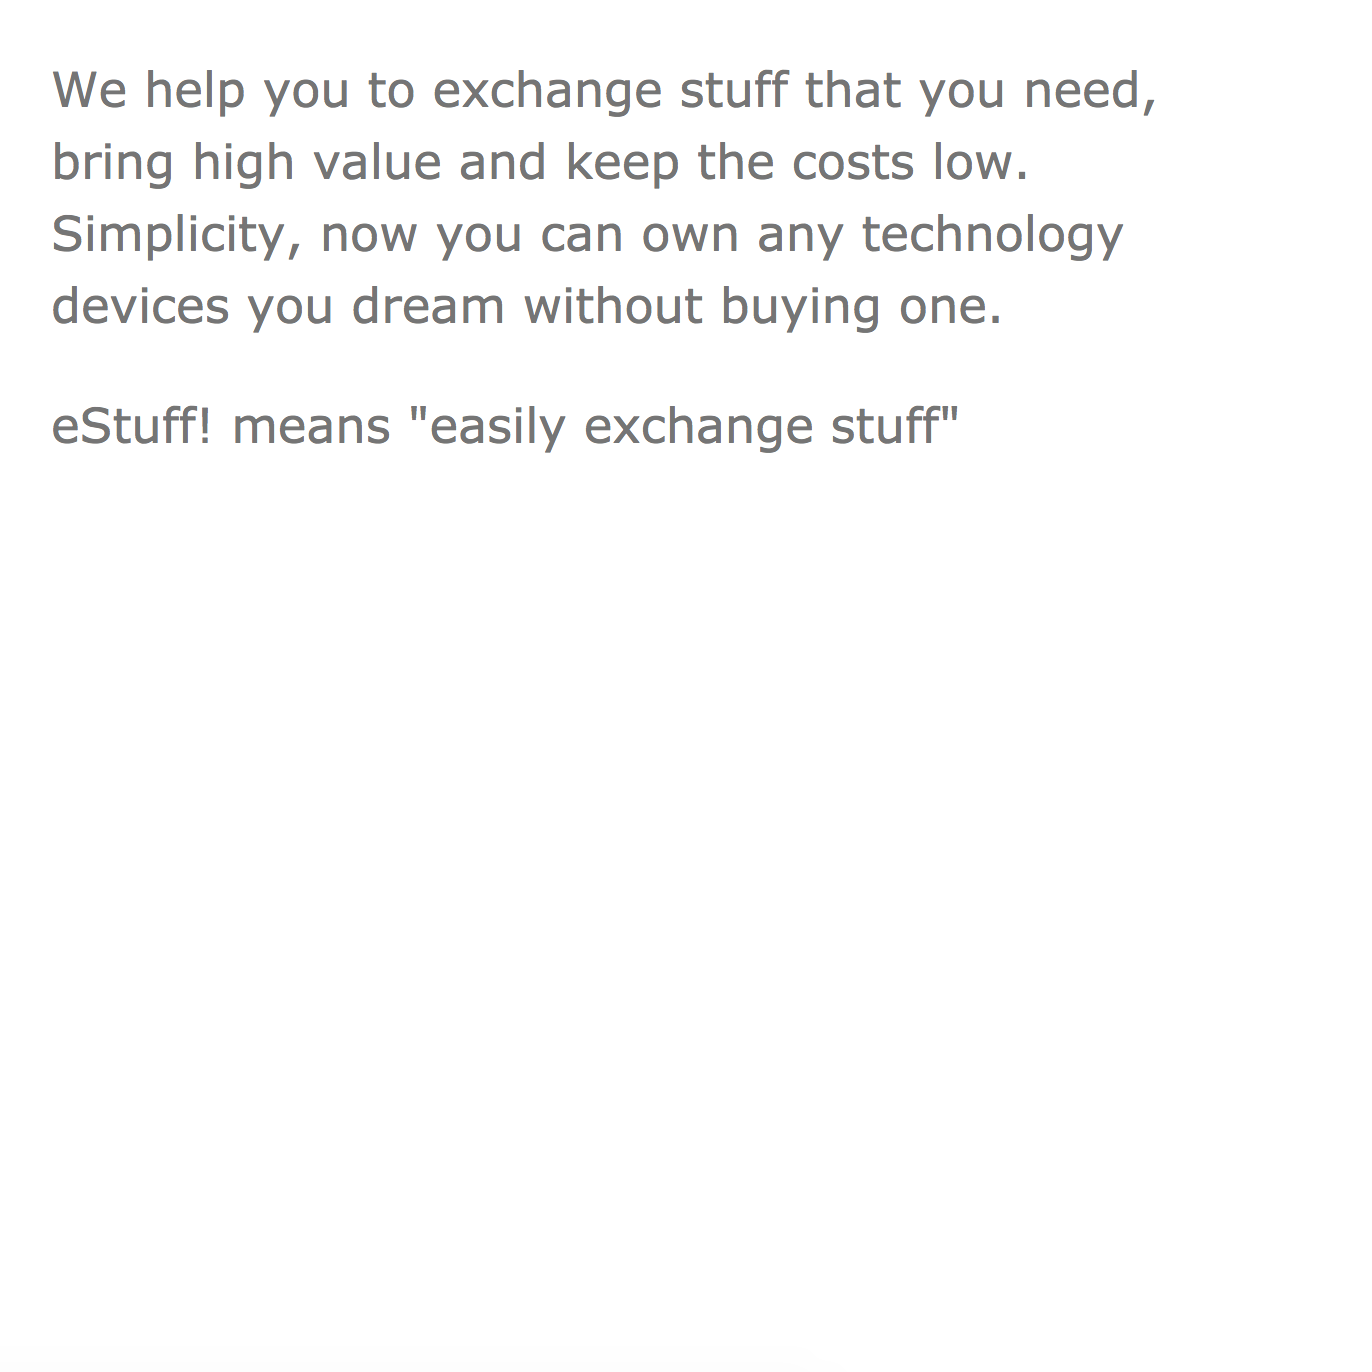 We help you to exchange stuff that you need,
bring high value and keep the costs low.
Simplicity, now you can own any technology
devices you dream without buying one.
eStuff! means "easily exchange stuff"